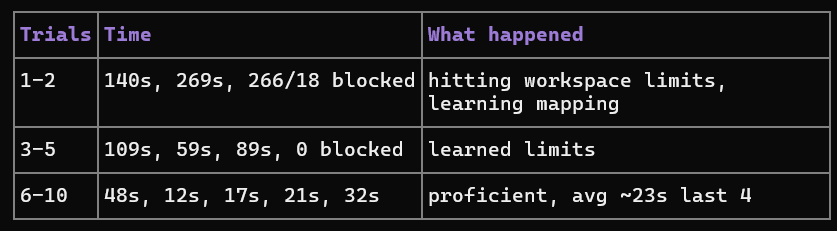 Trials Time What happened
1–2 140s, 269s, 266/18 blocked hitting workspace limits,
learning mapping
3–5 109s, 59s, 89s, 0 blocked learned limits
6–10 48s, 12s, 17s, 21s, 32s proficient, avg ~23s last 4